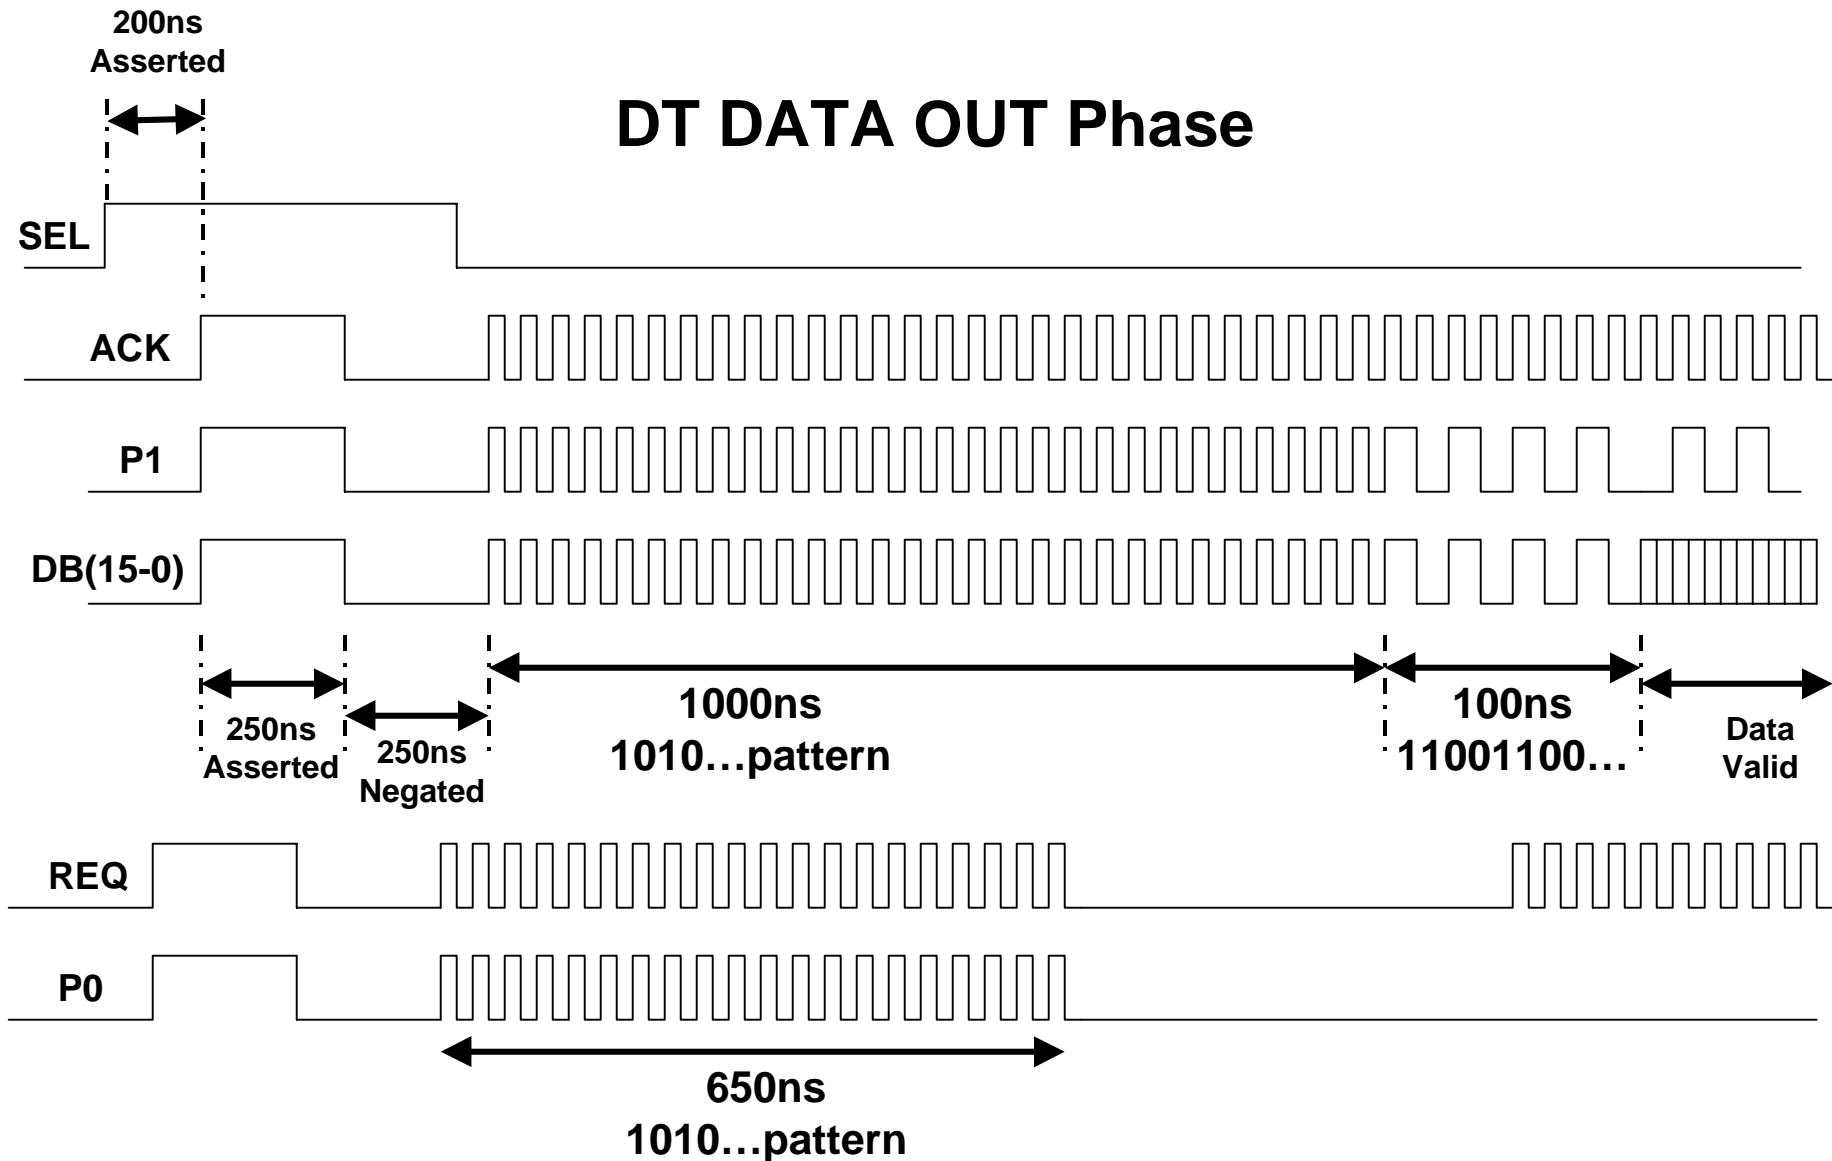 200ns
Asserted
DT DATA OUT Phase
SEL
ACK
P1
DB(15-0)
250ns
Asserted
250ns
Negated
1000ns
1010…pattern
100ns
11001100…
Data
Valid
REQ
P0
650ns
1010…pattern